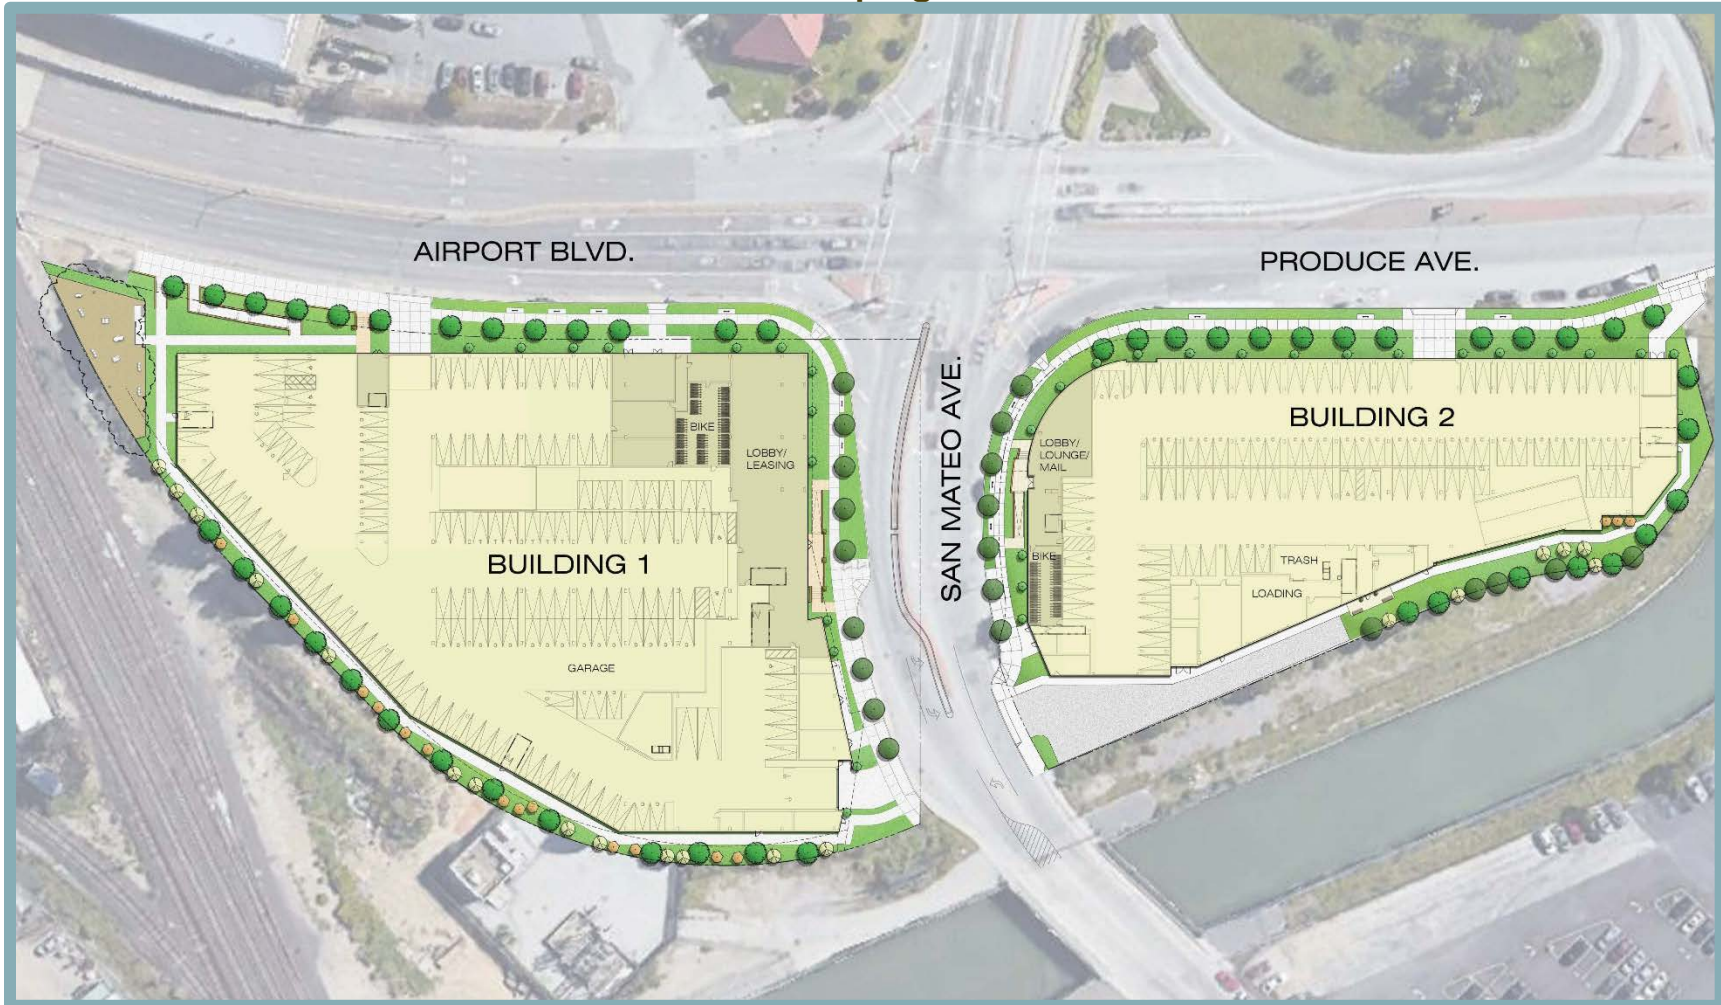 AIRPORT BLVD.
PRODUCE AVE.
SAN MATEO AVE.
BUILDING 1
BIKE
LOBBY/
LEASING
GARAGE
BUILDING 2
LOBBY/
LOUNGE/
MAIL
BIKE
TRASH
LOADING